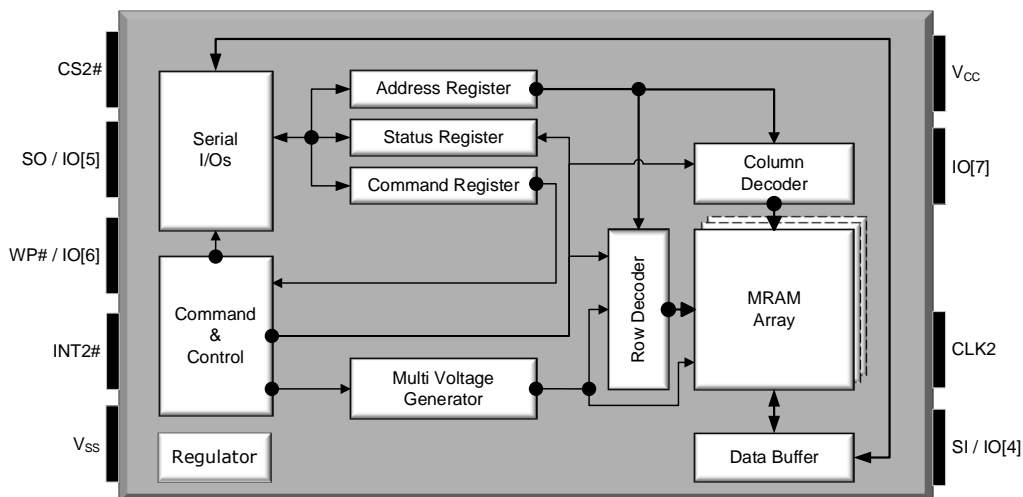 CS2#
SO / IO[5]
WP# / IO[6]
INT2#
VSS
Serial
I/Os
Address Register
Status Register
Command Register
Command
&
Control
Multi Voltage
Generator
Regulator
Row Decoder
Column
Decoder
MRAM
Array
Data Buffer
VCC
IO[7]
CLK2
SI / IO[4]